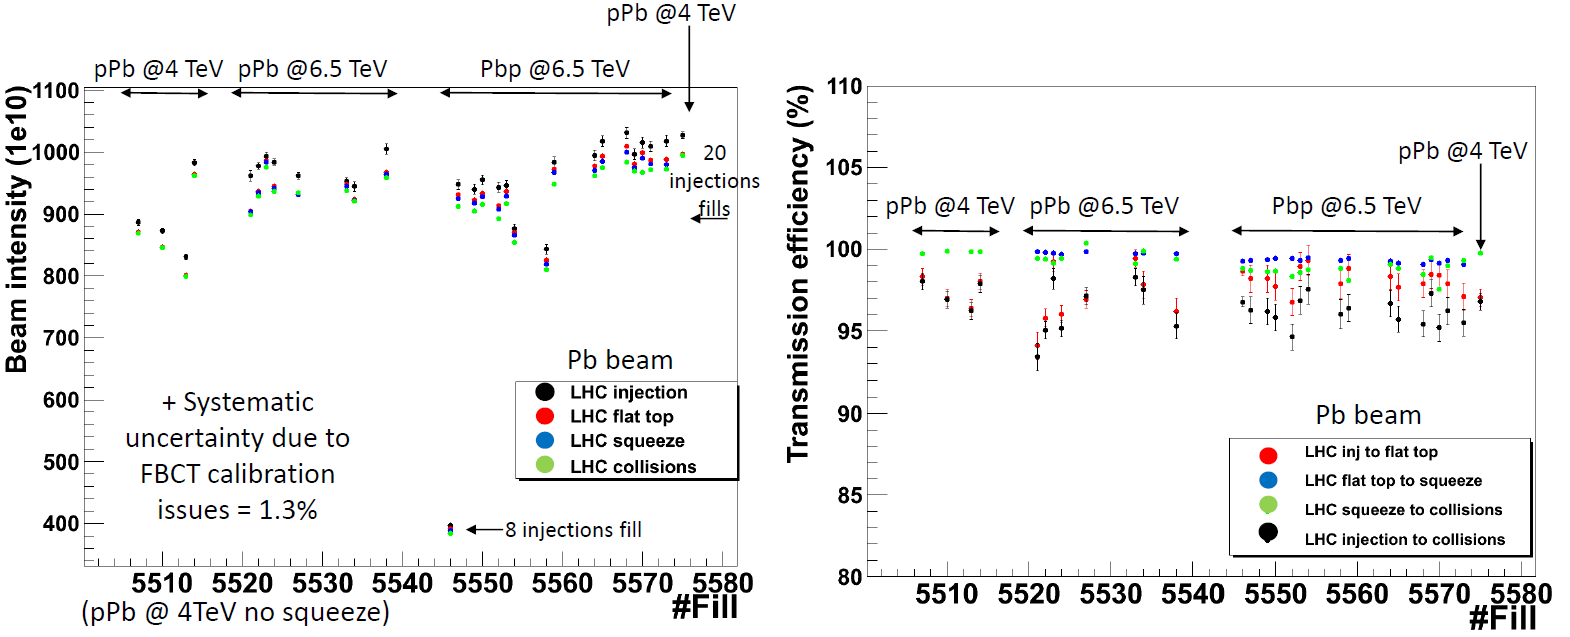 pPb @4 TeV
pPb @4 TeV
pPb @6.5 TeV
Pbp @6.5 TeV
Beam intensity (1e10)
1100
1000
900
800
700
600
500
400
20
injections
fills
Pb beam
LHC injection
LHC flat top
LHC squeeze
LHC collisions
+ Systematic
uncertainty due to
FBCT calibration
issues = 1.3%
8 injections fill
5510
5520
5530
5540
5550
5560
5570
5580
#Fill
(pPb @ 4TeV no squeeze)
Transmission efficiency (%)
110
105
100
95
90
85
80
pPb @4 TeV
pPb @4 TeV
pPb @6.5 TeV
Pbp @6.5 TeV
Pb beam
LHC inj to flat top
LHC flat top to squeeze
LHC squeeze to collisions
LHC injection to collisions
5510
5520
5530
5540
5550
5560
5570
5580
#Fill